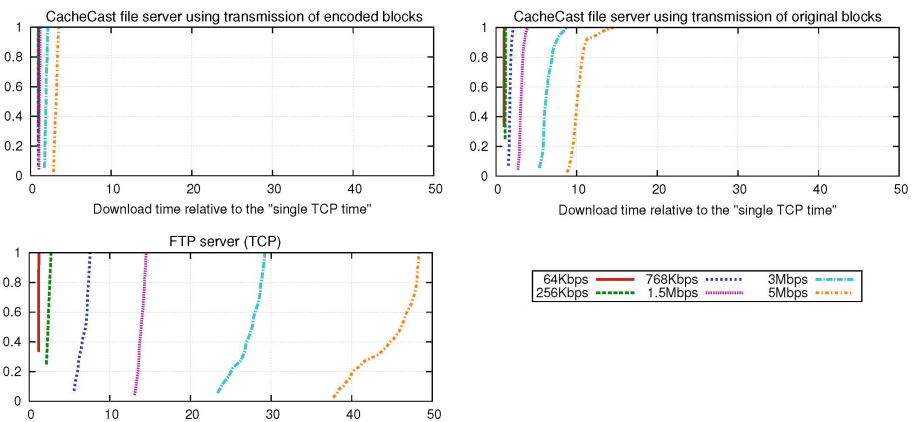 CacheCast file server using transmission of encoded blocks
1
0.8
0.6
0.4
0.2
0
0 10 20 30 40 50
Download time relative to the "single TCP time"
CacheCast file server using transmission of original blocks
1
0.8
0.6
0.4
0.2
0
0 10 20 30 40 50
Download time relative to the "single TCP time"
FTP server (TCP)
1
0.8
0.6
0.4
0.2
0
0 10 20 30 40 50
64Kbps 768Kbps 3Mbps
256Kbps 1.5Mbps 5Mbps